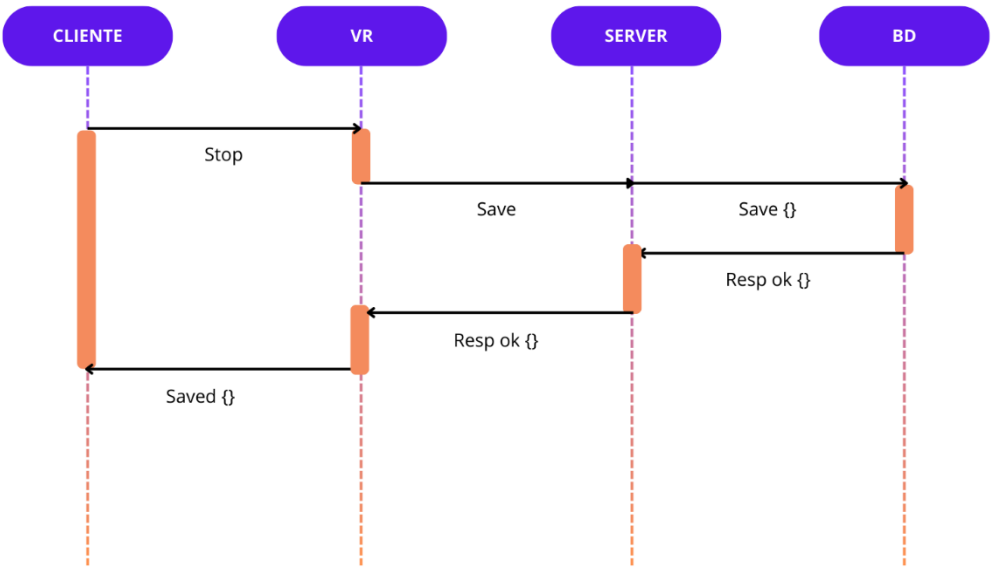 CLIENTE
VR
SERVER
BD
Stop
Save
Save {}
Resp ok {}
Resp ok {}
Saved {}